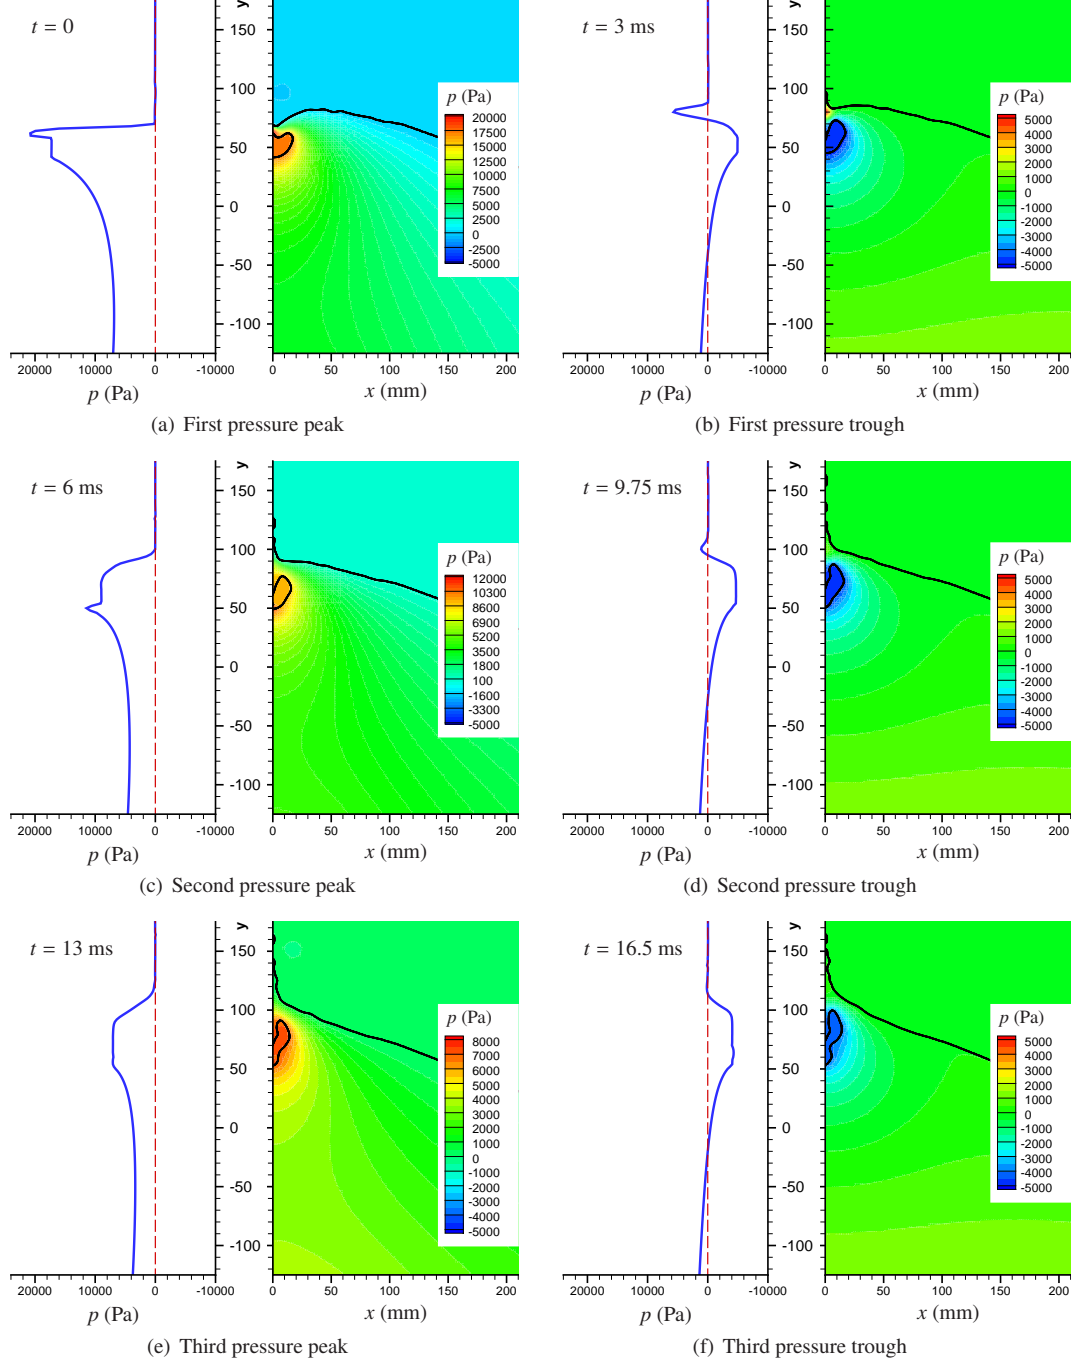 t = 0
y
150
100
50
0
-50
-100
p (Pa)
20000
17500
15000
12500
10000
7500
5000
2500
0
-2500
-5000
20000 10000 0 -10000
0 50 100 150 200
p (Pa)
x (mm)
(a) First pressure peak
t = 3 ms
y
150
100
50
0
-50
-100
p (Pa)
5000
4000
3000
2000
1000
0
-1000
-2000
-3000
-4000
-5000
20000 10000 0 -10000
0 50 100 150 200
p (Pa)
x (mm)
(b) First pressure trough
t = 6 ms
y
150
100
50
0
-50
-100
p (Pa)
12000
10300
8600
6900
5200
3500
1800
100
-1600
-3300
-5000
20000 10000 0 -10000
0 50 100 150 200
p (Pa)
x (mm)
(c) Second pressure peak
t = 9.75 ms
y
150
100
50
0
-50
-100
p (Pa)
5000
4000
3000
2000
1000
0
-1000
-2000
-3000
-4000
-5000
20000 10000 0 -10000
0 50 100 150 200
p (Pa)
x (mm)
(d) Second pressure trough
t = 13 ms
y
150
100
50
0
-50
-100
p (Pa)
8000
7000
6000
5000
4000
3000
2000
1000
0
-1000
-2000
-3000
-4000
-5000
20000 10000 0 -10000
0 50 100 150 200
p (Pa)
x (mm)
(e) Third pressure peak
t = 16.5 ms
y
150
100
50
0
-50
-100
p (Pa)
5000
4000
3000
2000
1000
0
-1000
-2000
-3000
-4000
-5000
20000 10000 0 -10000
0 50 100 150 200
p (Pa)
x (mm)
(f) Third pressure trough